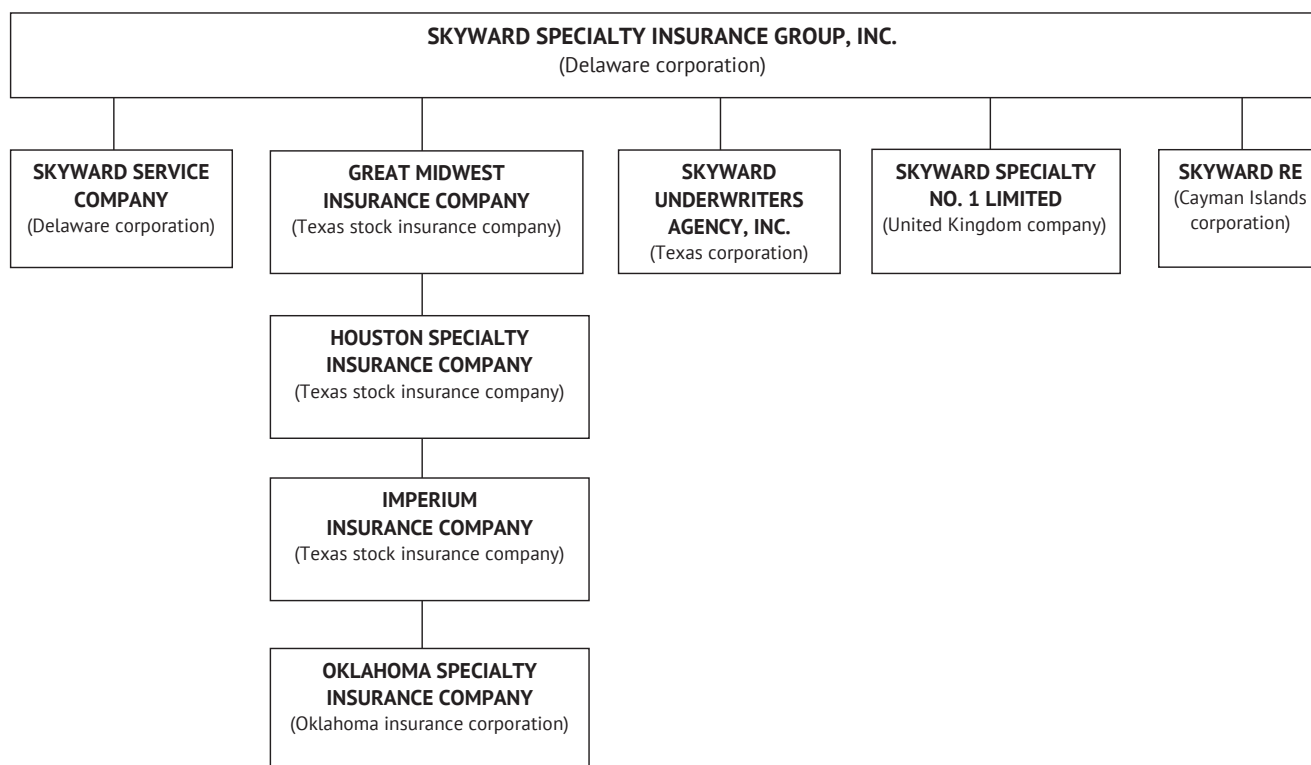 SKYWARD SPECIALTY INSURANCE GROUP, INC.
(Delaware corporation)
SKYWARD SERVICE
COMPANY
(Delaware corporation)
GREAT MIDWEST
INSURANCE COMPANY
(Texas stock insurance company)
SKYWARD
UNDERWRITERS
AGENCY, INC.
(Texas corporation)
SKYWARD SPECIALTY
NO. 1 LIMITED
(United Kingdom company)
SKYWARD RE
(Cayman Islands
corporation)
HOUSTON SPECIALTY
INSURANCE COMPANY
(Texas stock insurance company)
IMPERIUM
INSURANCE COMPANY
(Texas stock insurance company)
OKLAHOMA SPECIALTY
INSURANCE COMPANY
(Oklahoma insurance corporation)